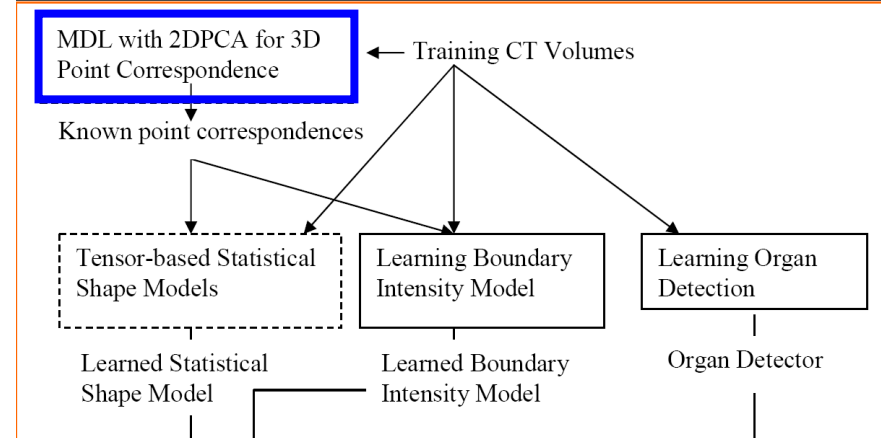 MDL with 2DPCA for 3D
Point Correspondence
Training CT Volumes
Known point correspondences
Tensor-based Statistical
Shape Models
Learning Boundary
Intensity Model
Learning Organ
Detection
Learned Statistical
Shape Model
Learned Boundary
Intensity Model
Organ Detector